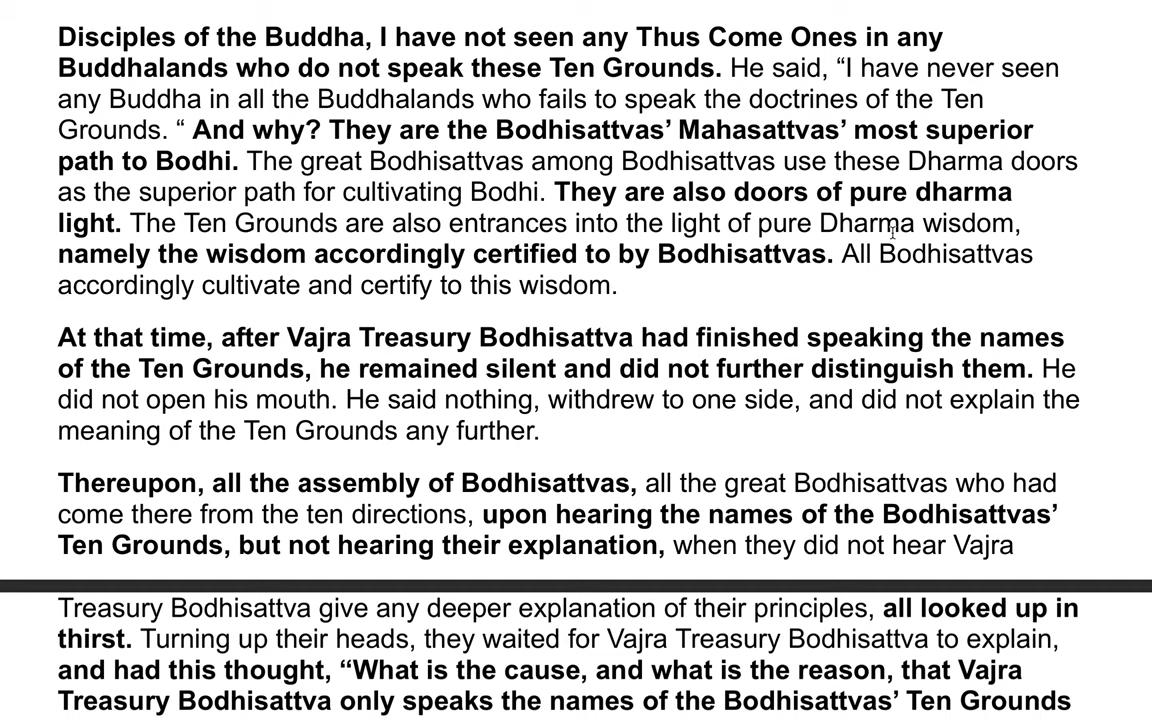 Disciples of the Buddha, I have not seen any Thus Come Ones in any
Buddhalands who do not speak these Ten Grounds. He said, “I have never seen
any Buddha in all the Buddhalands who fails to speak the doctrines of the Ten
Grounds. “ And why? They are the Bodhisattvas’ Mahasattvas’ most superior
path to Bodhi. The great Bodhisattvas among Bodhisattvas use these Dharma doors
as the superior path for cultivating Bodhi. They are also doors of pure dharma
light. The Ten Grounds are also entrances into the light of pure Dharma wisdom,
namely the wisdom accordingly certified to by Bodhisattvas. All Bodhisattvas
accordingly cultivate and certify to this wisdom.
At that time, after Vajra Treasury Bodhisattva had finished speaking the names
of the Ten Grounds, he remained silent and did not further distinguish them. He
did not open his mouth. He said nothing, withdrew to one side, and did not explain the
meaning of the Ten Grounds any further.
Thereupon, all the assembly of Bodhisattvas, all the great Bodhisattvas who had
come there from the ten directions, upon hearing the names of the Bodhisattvas’
Ten Grounds, but not hearing their explanation, when they did not hear Vajra
Treasury Bodhisattva give any deeper explanation of their principles, all looked up in
thirst. Turning up their heads, they waited for Vajra Treasury Bodhisattva to explain,
and had this thought, “What is the cause, and what is the reason, that Vajra
Treasury Bodhisattva only speaks the names of the Bodhisattvas’ Ten Grounds